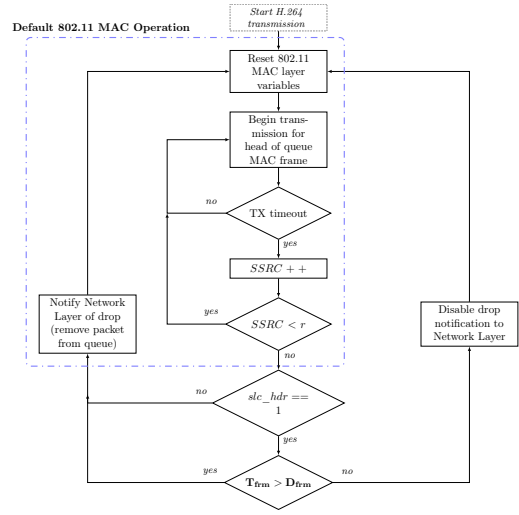 Start H.264
transmission
Default 802.11 MAC Operation
Reset 802.11
MAC layer
variables
Begin trans-
mission for
head of queue
MAC frame
no
TX timeout
yes
SSRC + +
Notify Network
Layer of drop
(remove packet
from queue)
yes
SSRC < r
Disable drop
notification to
Network Layer
no
no
slc_hdr ==
1
yes
yes
T_frm > D_frm
no